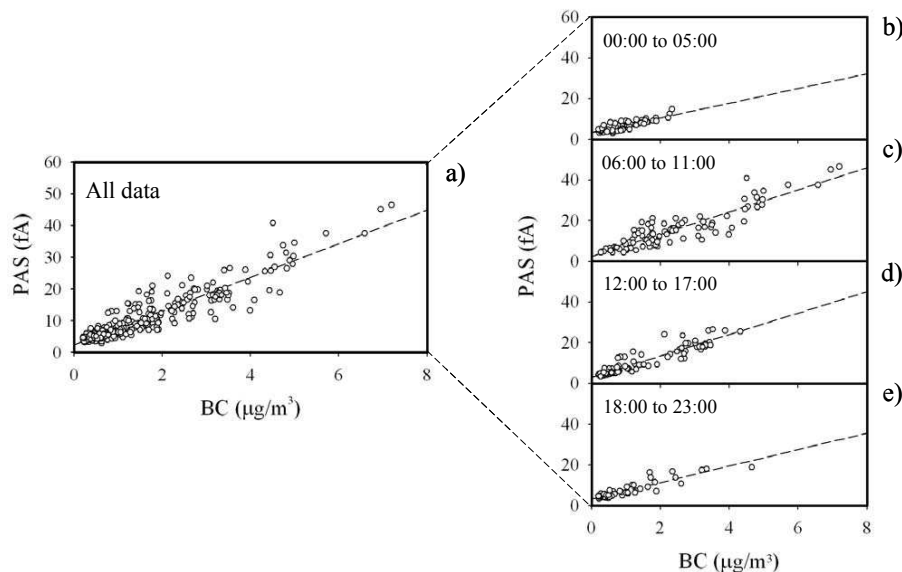 All data
a)
PAS (fA)
60
50
40
30
20
10
0
0 2 4 6 8
BC (μg/m³)
b)
00:00 to 05:00
60
40
20
0
c)
06:00 to 11:00
40
20
0
PAS (fA)
d)
12:00 to 17:00
40
20
0
e)
18:00 to 23:00
40
20
0
0 2 4 6 8
BC (μg/m³)